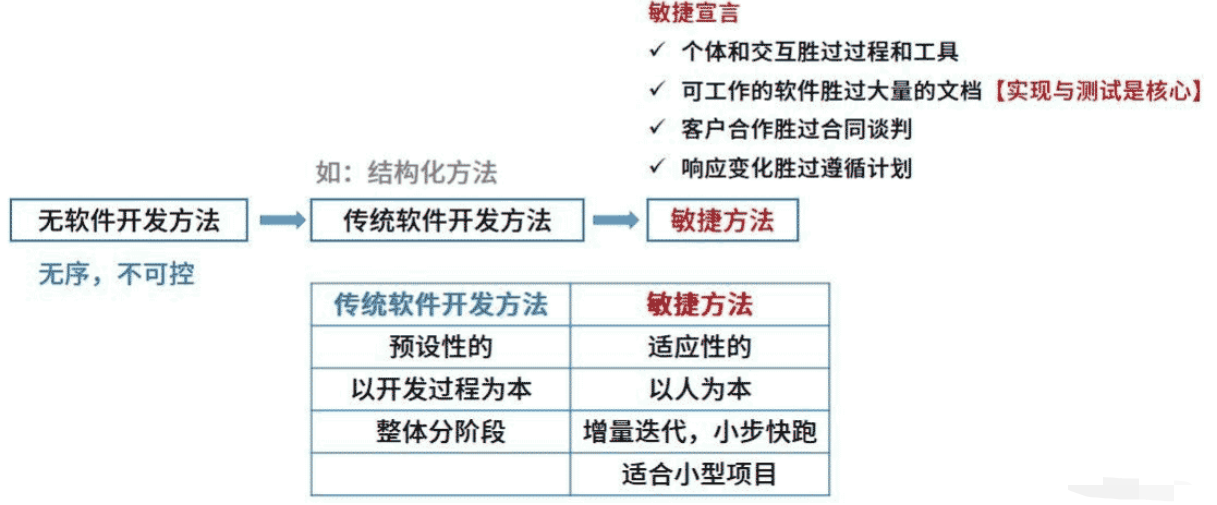 敏捷宣言
✓ 个体和交互胜过过程和工具
✓ 可工作的软件胜过大量的文档【实现与测试是核心】
✓ 客户合作胜过合同谈判
✓ 响应变化胜过遵循计划
如：结构化方法
无软件开发方法 传统软件开发方法 敏捷方法
无序，不可控
传统软件开发方法 敏捷方法
预设性的 适应性的
以开发过程为本 以人为本
整体分阶段 增量迭代，小步快跑
适合小型项目